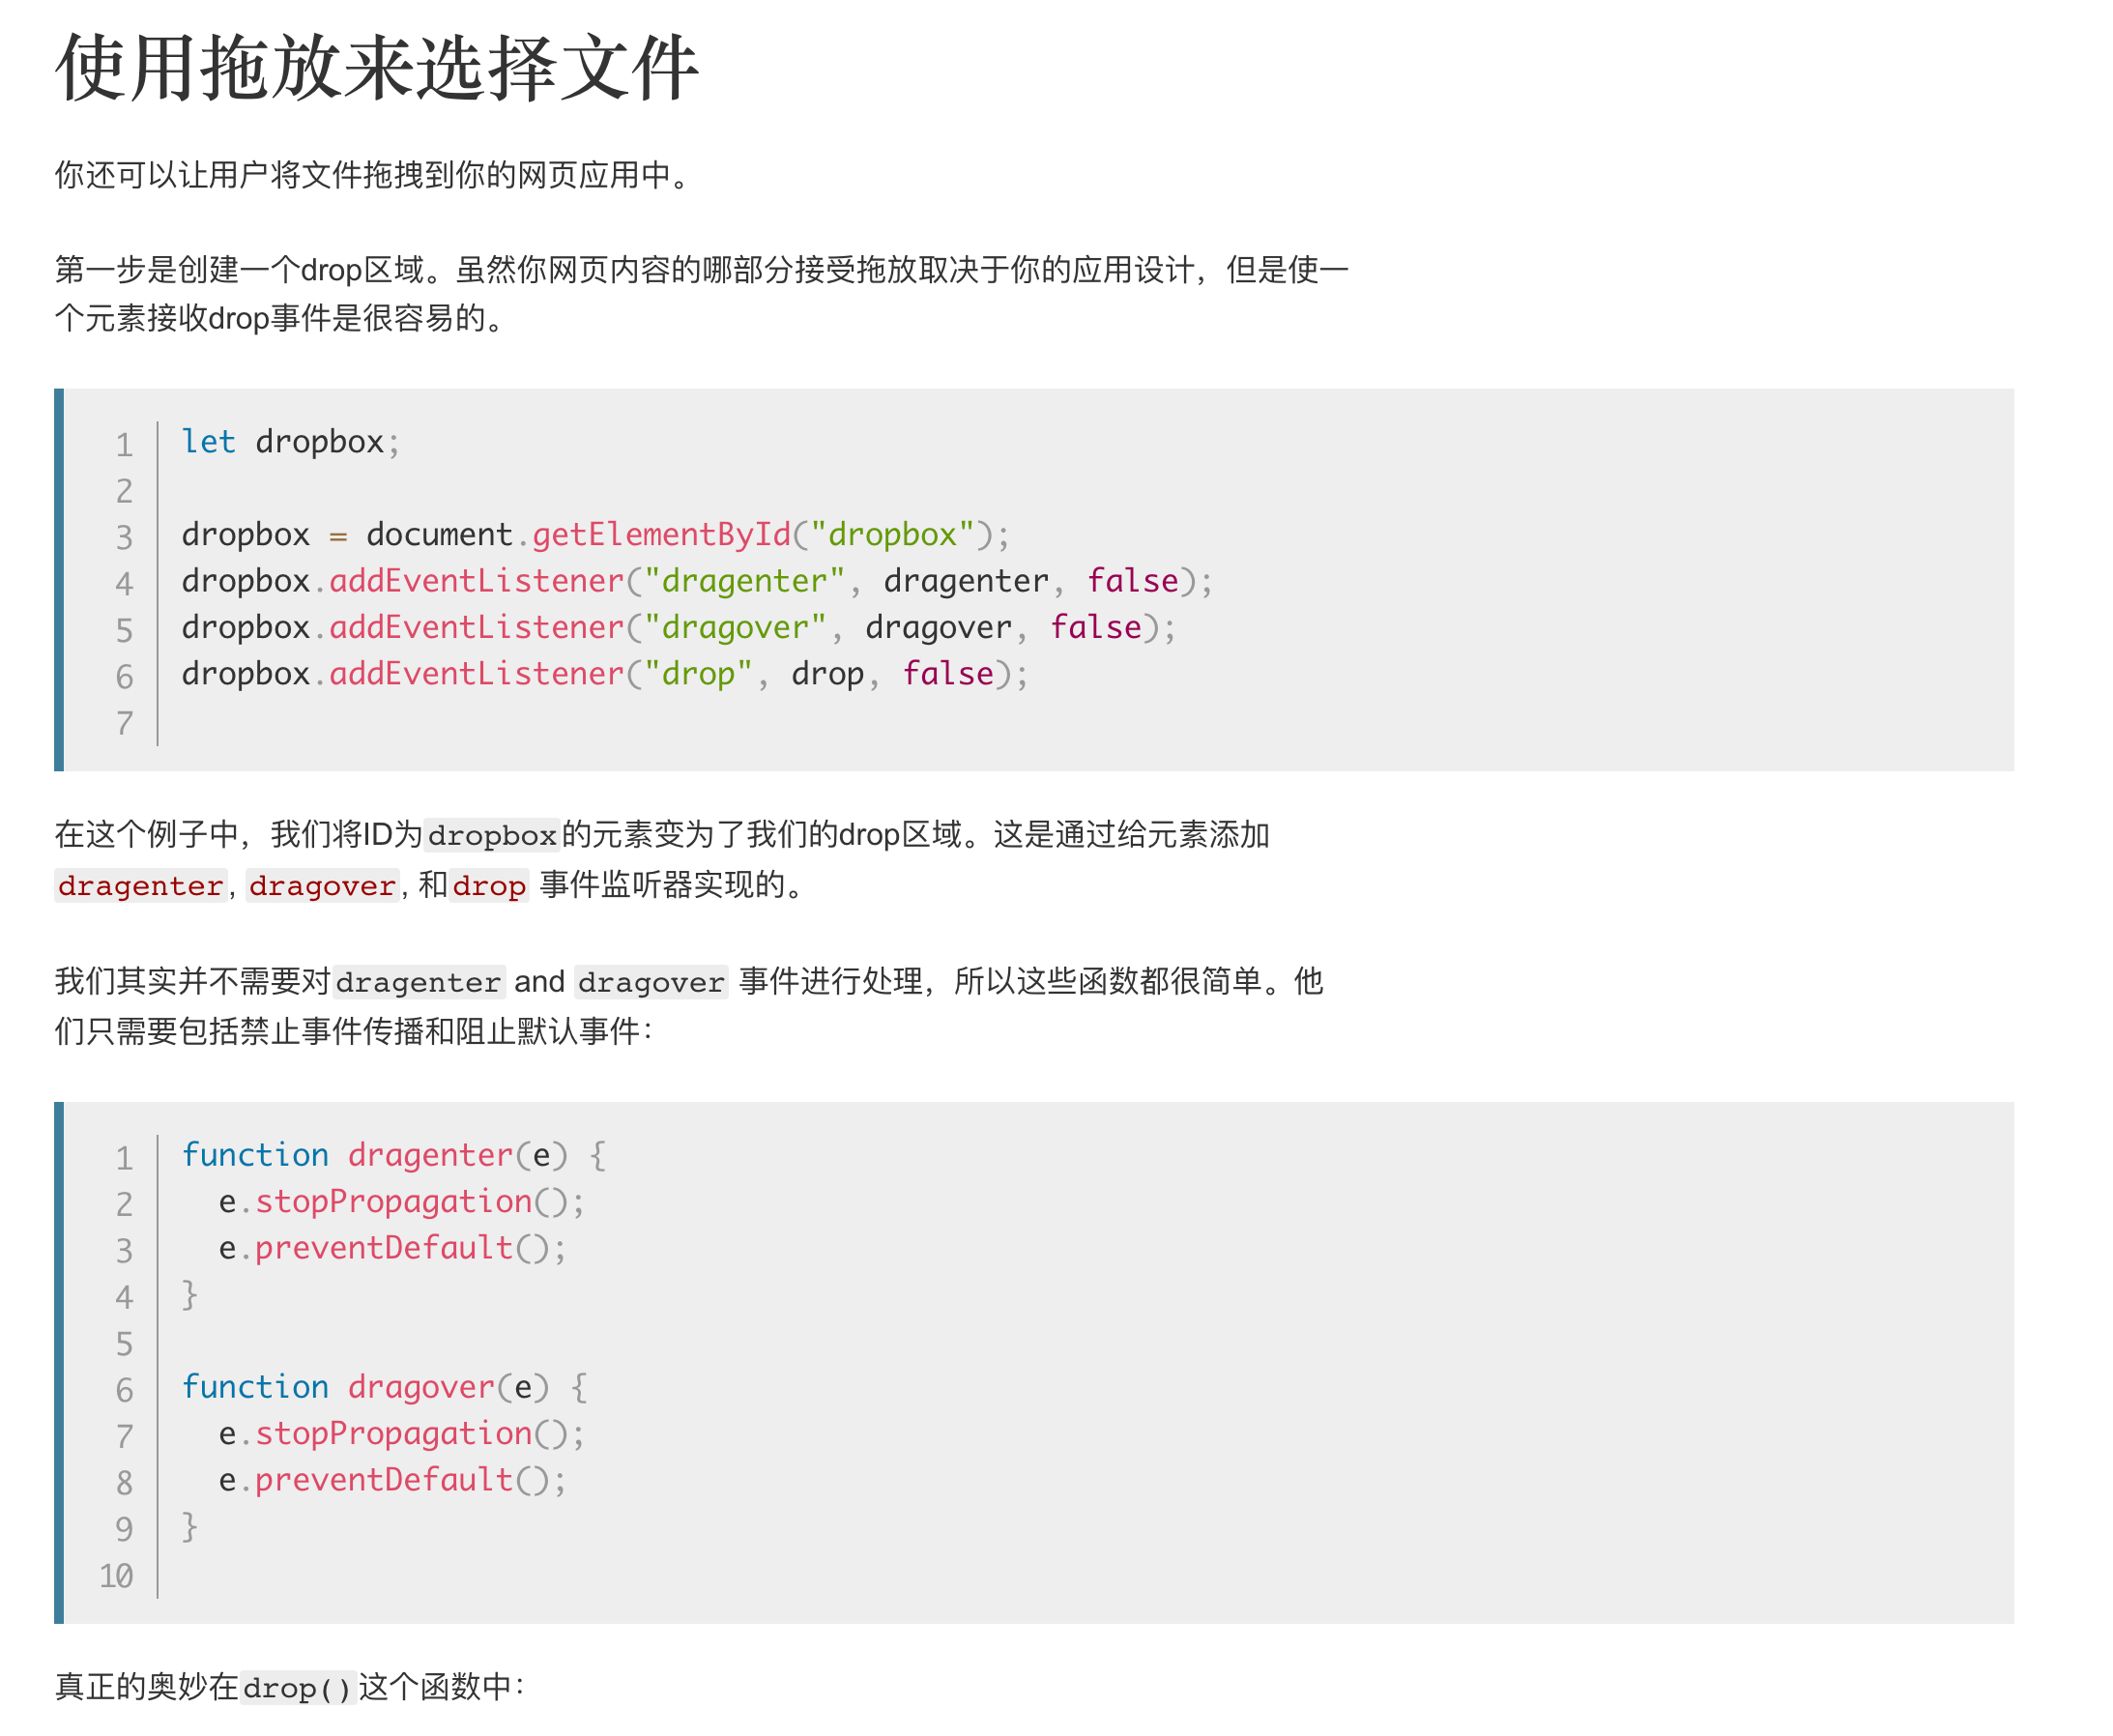 使用拖放来选择文件
你还可以让用户将文件拖拽到你的网页应用中。
第一步是创建一个drop区域。虽然你网页内容的哪部分接受拖放取决于你的应用设计，但是使一
个元素接收drop事件是很容易的。
1 let dropbox;
2
3 dropbox = document.getElementById("dropbox");
4 dropbox.addEventListener("dragenter", dragenter, false);
5 dropbox.addEventListener("dragover", dragover, false);
6 dropbox.addEventListener("drop", drop, false);
7
在这个例子中，我们将ID为dropbox的元素变为了我们的drop区域。这是通过给元素添加
dragenter, dragover, 和drop 事件监听器实现的。
我们其实并不需要对dragenter and dragover 事件进行处理，所以这些函数都很简单。他
们只需要包括禁止事件传播和阻止默认事件：
1 function dragenter(e) {
2   e.stopPropagation();
3   e.preventDefault();
4 }
5
6 function dragover(e) {
7   e.stopPropagation();
8   e.preventDefault();
9 }
10
真正的奥妙在drop()这个函数中：